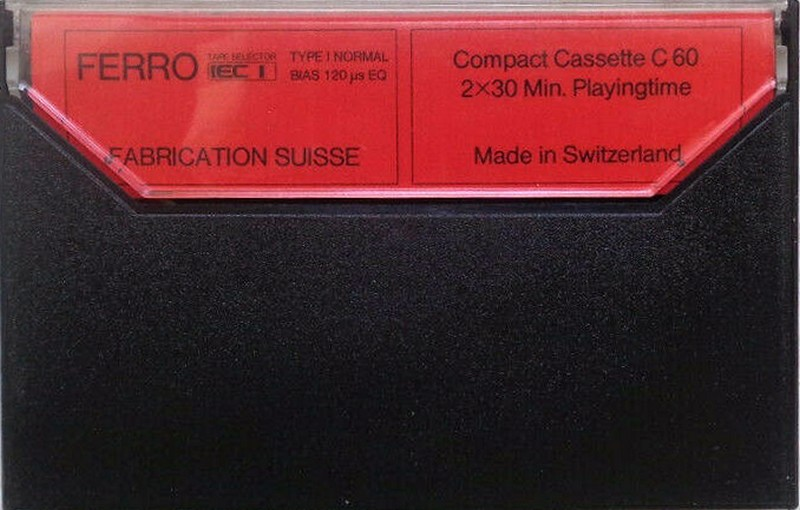 FERRO TAPE SELECTOR
IEC I
TYPE I NORMAL
BIAS 120 µs EQ
FABRICATION SUISSE
Compact Cassette C 60
2×30 Min. Playingtime
Made in Switzerland